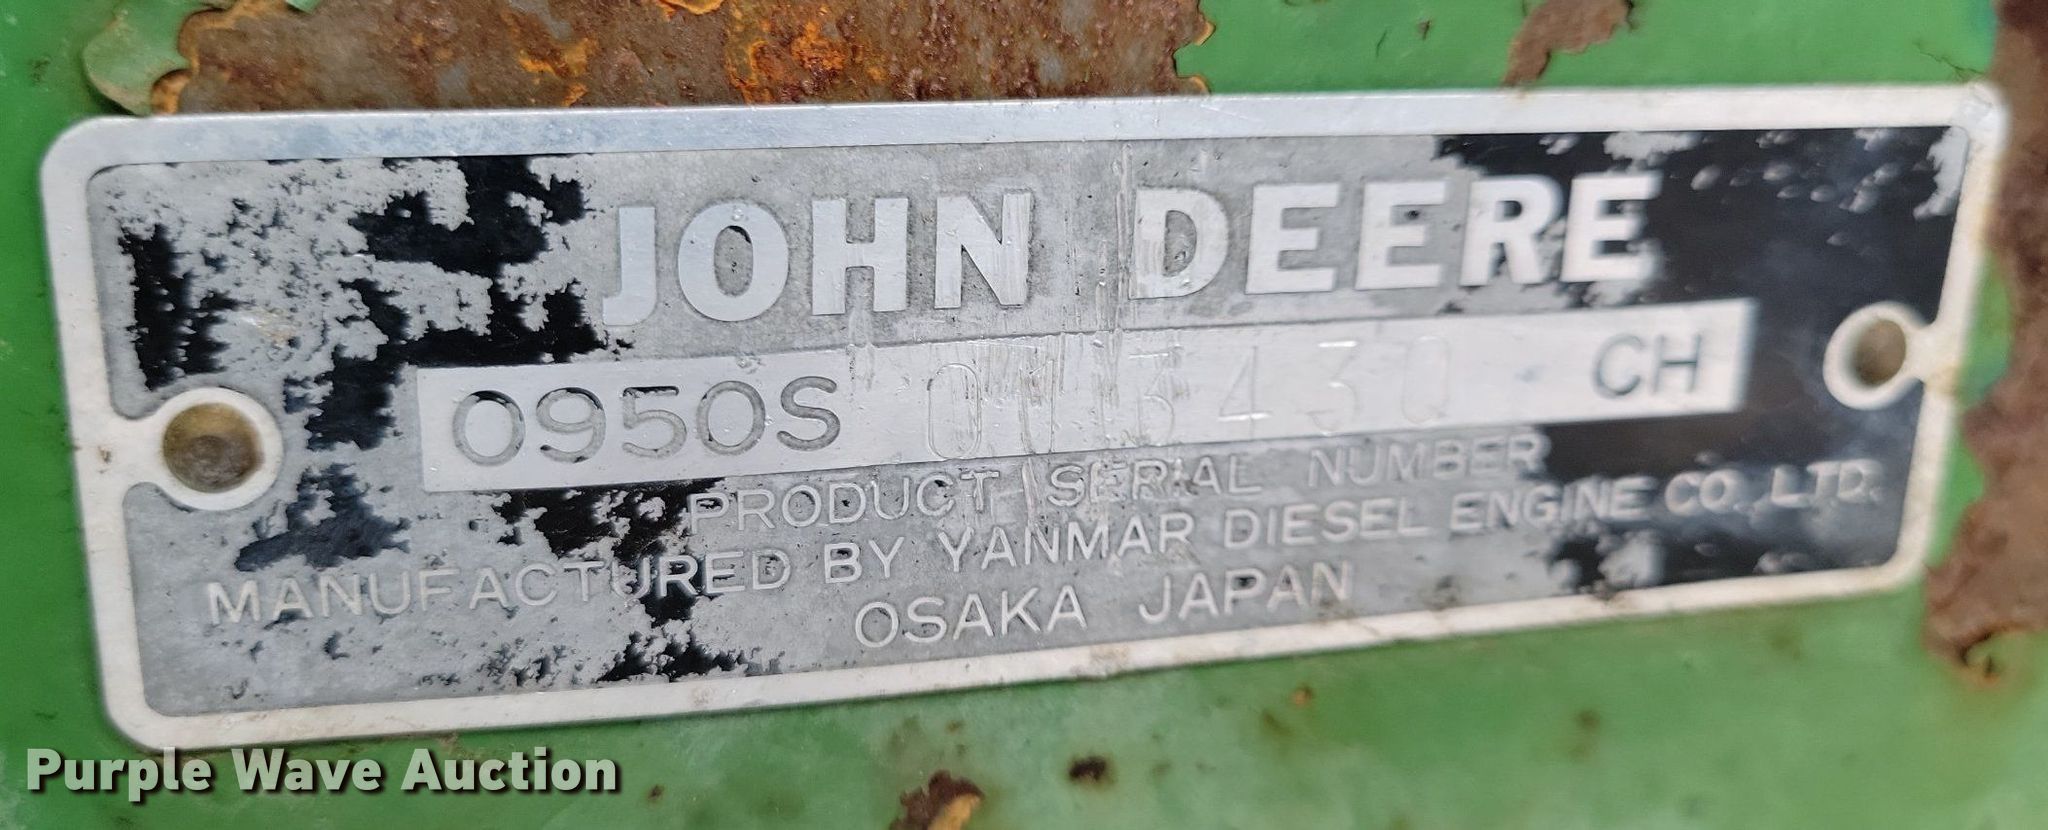 JOHN DEERE
0950S 013430 CH
PRODUCT SERIAL NUMBER
MANUFACTURED BY YANMAR DIESEL ENGINE CO., LTD.
OSAKA JAPAN
Purple Wave Auction